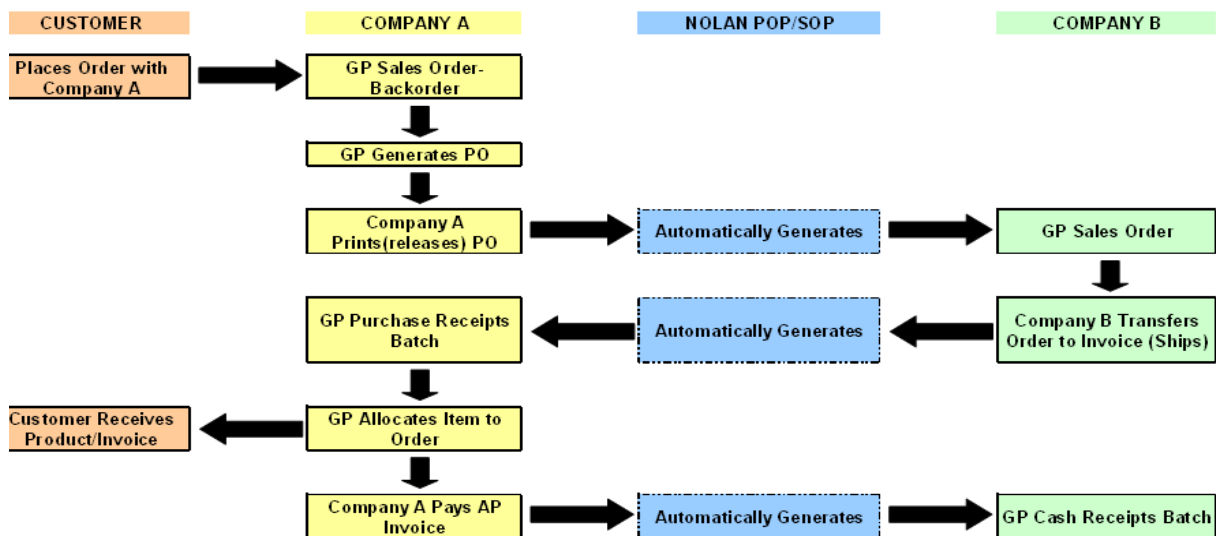 CUSTOMER
COMPANY A
NOLAN POP/SOP
COMPANY B
Places Order with
Company A
GP Sales Order-
Backorder
GP Generates PO
Company A
Prints(releases) PO
Automatically Generates
GP Sales Order
GP Purchase Receipts
Batch
Automatically Generates
Company B Transfers
Order to Invoice (Ships)
Customer Receives
Product/Invoice
GP Allocates Item to
Order
Company A Pays AP
Invoice
Automatically Generates
GP Cash Receipts Batch